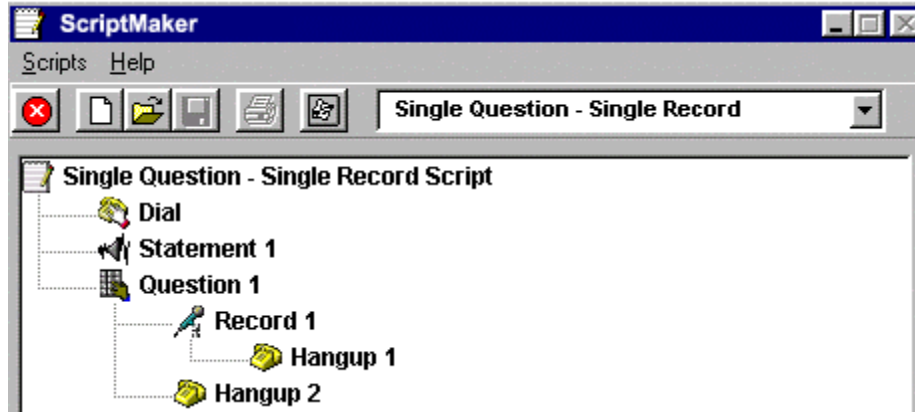 ScriptMaker
Scripts Help
Single Question - Single Record
Single Question - Single Record Script
Dial
Statement 1
Question 1
Record 1
Hangup 1
Hangup 2